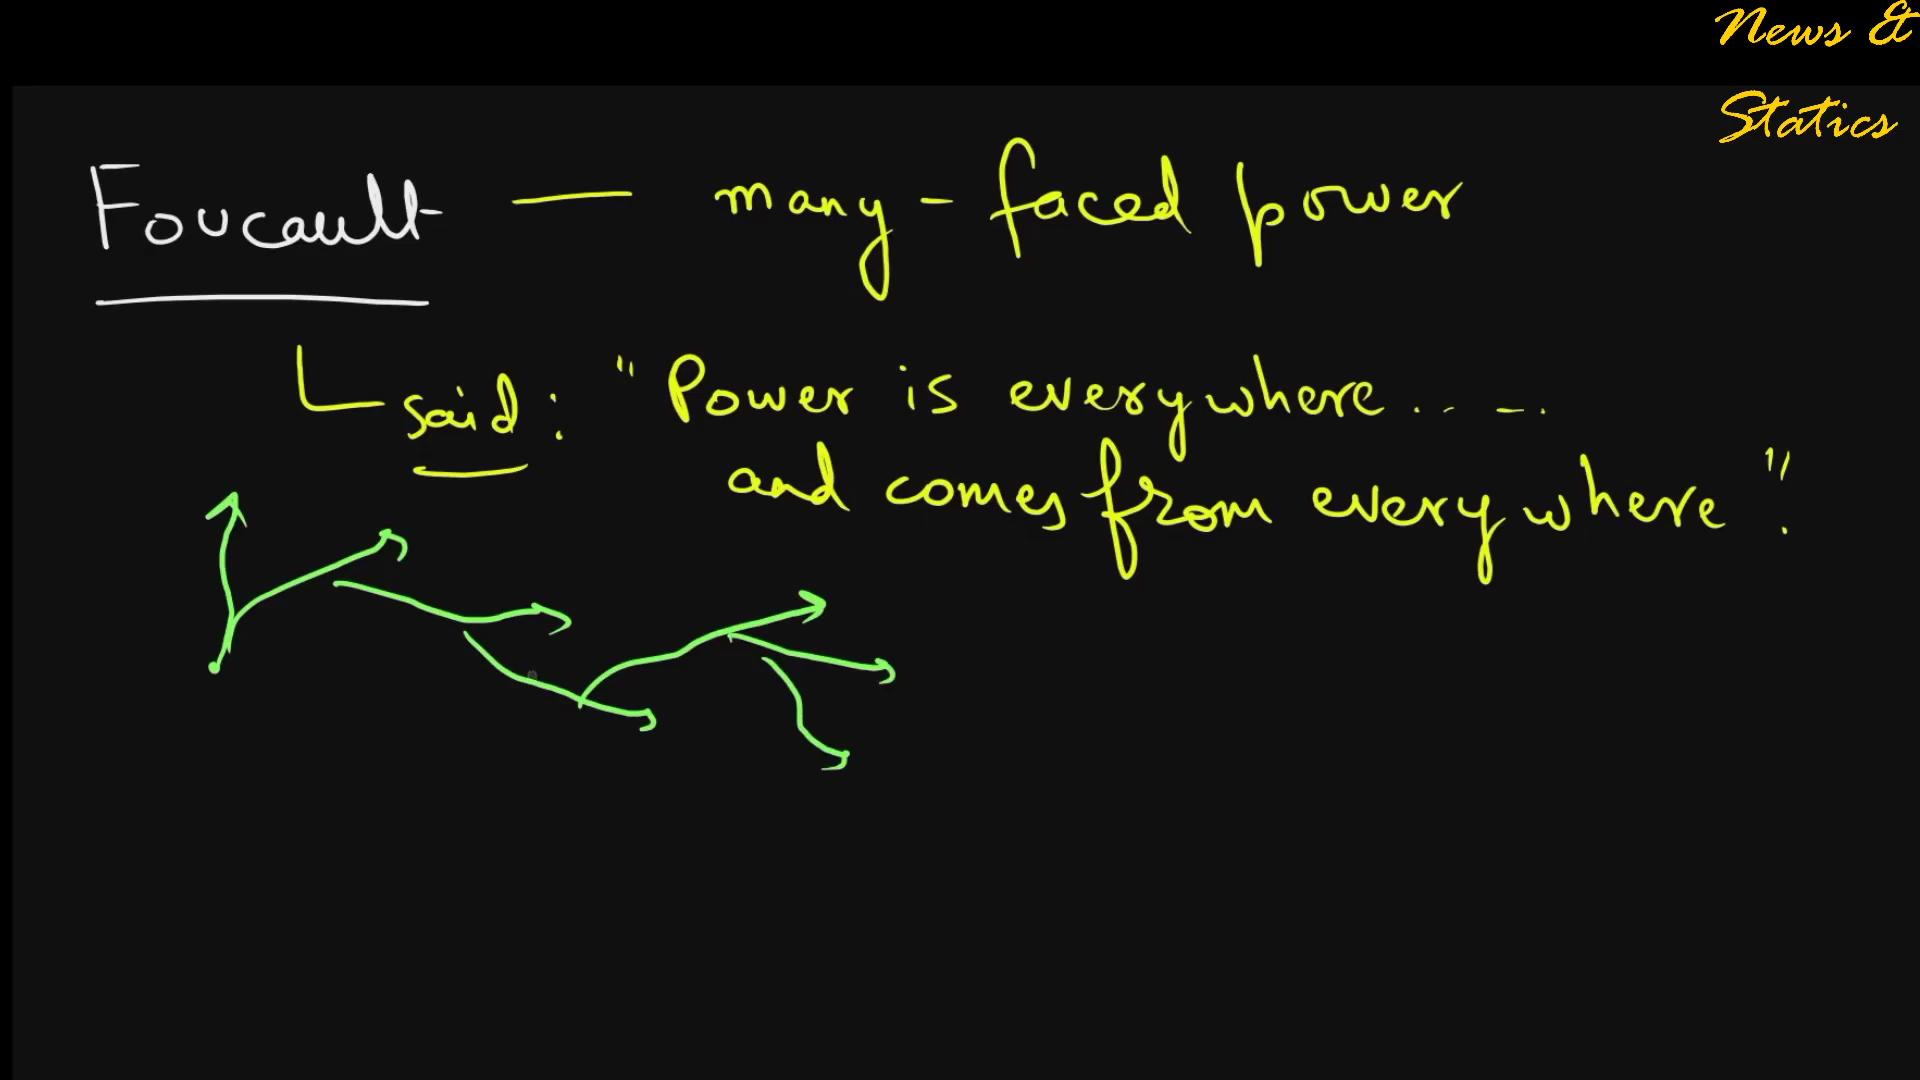 News &
Statics
Foucault — many-faced power
said: "Power is everywhere.....
and comes from everywhere".